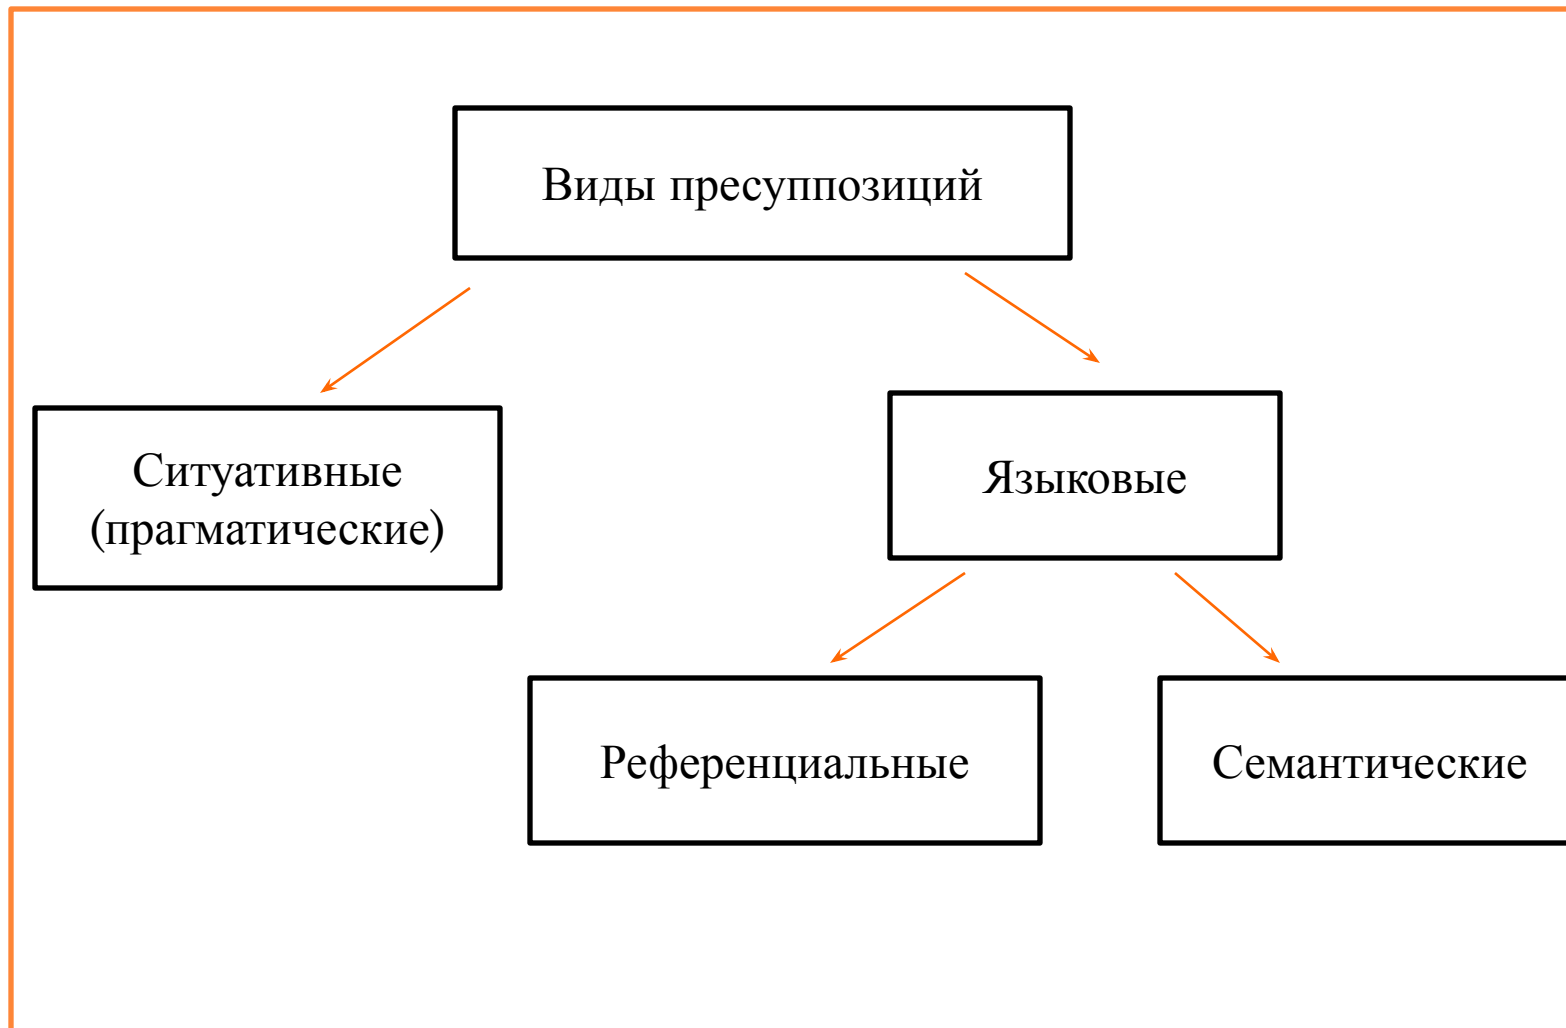 Виды пресуппозиций
Ситуативные
(прагматические)
Языковые
Референциальные
Семантические